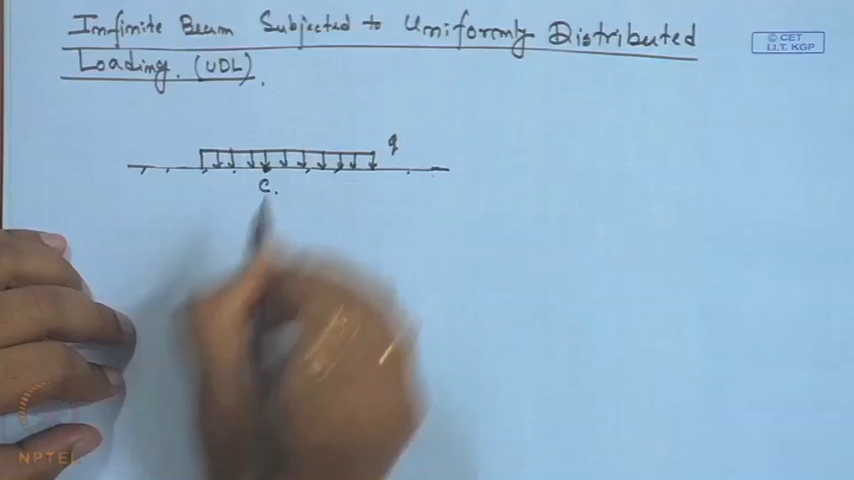 Infinite Beam Subjected to Uniformly Distributed
Loading. (UDL).
© CET
I.I.T. KGP
q
C.
NPTEL